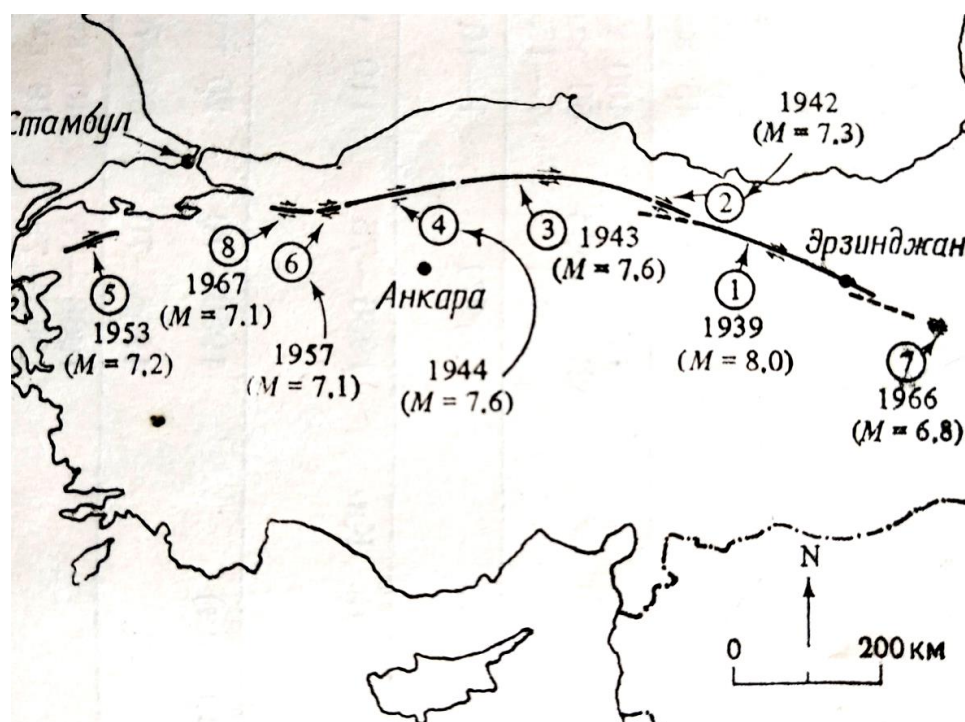 1942
(M = 7.3)
Стамбул
2
Эрзинджан
4
3
1943
(M = 7.6)
8
1967
(M = 7.1)
6
Анкара
1
1939
(M = 8.0)
5
1953
(M = 7.2)
1957
(M = 7.1)
1944
(M = 7.6)
7
1966
(M = 6.8)
N
0
200 км